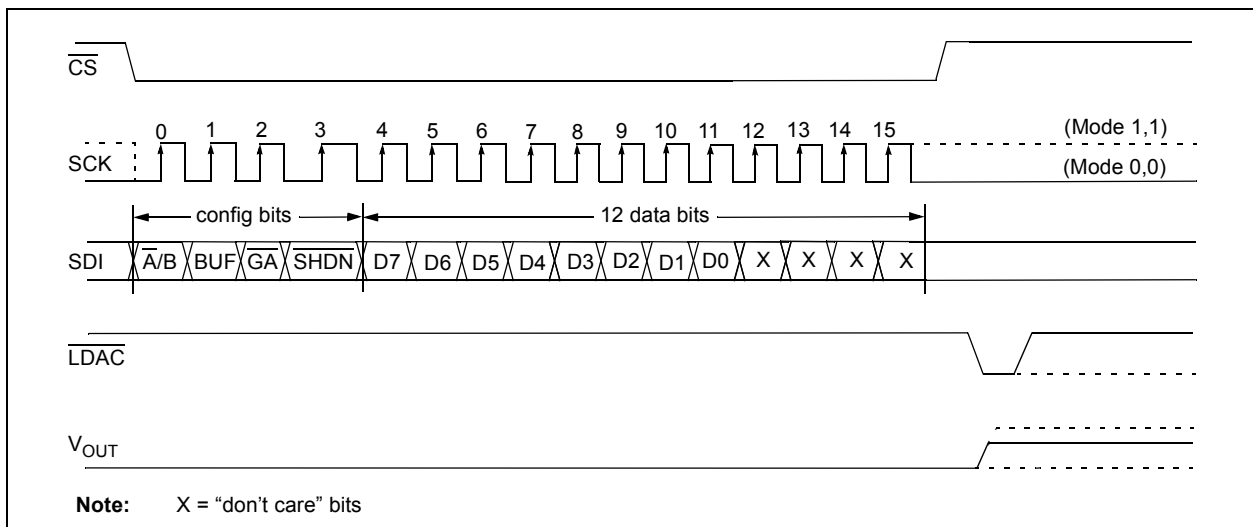 CS
0 1 2 3 4 5 6 7 8 9 10 11 12 13 14 15 (Mode 1,1)
SCK (Mode 0,0)
config bits 12 data bits
SDI A/B BUF GA SHDN D7 D6 D5 D4 D3 D2 D1 D0 X X X X
LDAC
VOUT
Note: X = “don’t care” bits